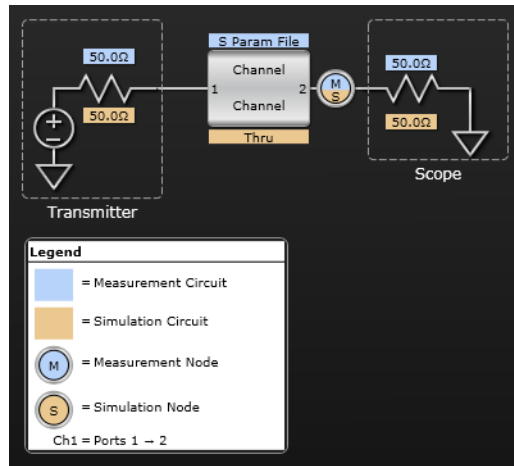 S Param File
50.0Ω
50.0Ω
Channel
M
1
2
Channel
S
50.0Ω
50.0Ω
Thru
Scope
Transmitter
Legend
= Measurement Circuit
= Simulation Circuit
M
= Measurement Node
S
= Simulation Node
Ch1 = Ports 1 → 2